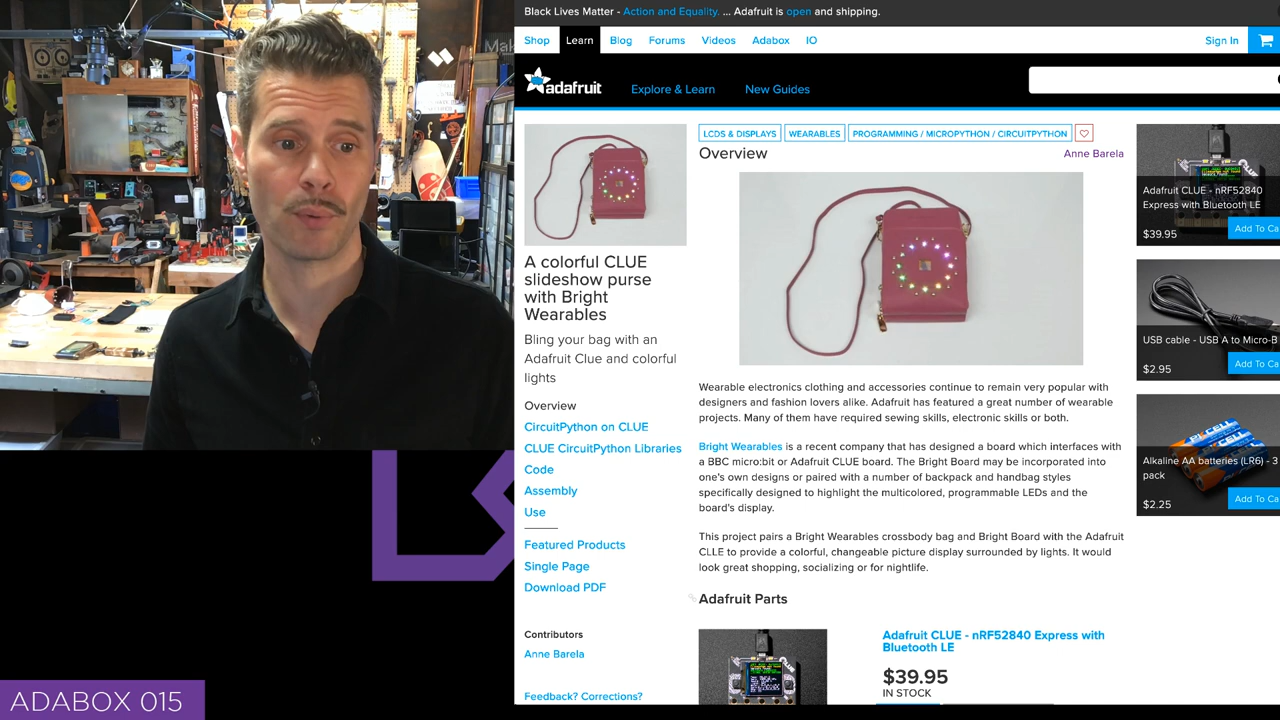 Black Lives Matter - Action and Equality. ... Adafruit is open and shipping.
Shop Learn Blog Forums Videos Adabox IO Sign In
adafruit Explore & Learn New Guides
LCDS & DISPLAYS WEARABLES PROGRAMMING / MICROPYTHON / CIRCUITPYTHON
Overview Anne Barela
A colorful CLUE
slideshow purse
with Bright
Wearables
Bling your bag with an
Adafruit Clue and colorful
lights
Overview
CircuitPython on CLUE
CLUE CircuitPython Libraries
Code
Assembly
Use
Featured Products
Single Page
Download PDF
Contributors
Anne Barela
Feedback? Corrections?
Wearable electronics clothing and accessories continue to remain very popular with
designers and fashion lovers alike. Adafruit has featured a great number of wearable
projects. Many of them have required sewing skills, electronic skills or both.
Bright Wearables is a recent company that has designed a board which interfaces with
a BBC micro:bit or Adafruit CLUE board. The Bright Board may be incorporated into
one's own designs or paired with a number of backpack and handbag styles
specifically designed to highlight the multicolored, programmable LEDs and the
board's display.
This project pairs a Bright Wearables crossbody bag and Bright Board with the Adafruit
CLLE to provide a colorful, changeable picture display surrounded by lights. It would
look great shopping, socializing or for nightlife.
Adafruit Parts
Adafruit CLUE - nRF52840 Express with
Bluetooth LE
$39.95
IN STOCK
Adafruit CLUE - nRF52840
Express with Bluetooth LE
$39.95 Add To Ca
USB cable - USB A to Micro-B
$2.95 Add To Ca
Alkaline AA batteries (LR6) - 3
pack
$2.25 Add To Ca
Mak
ADABOX 015